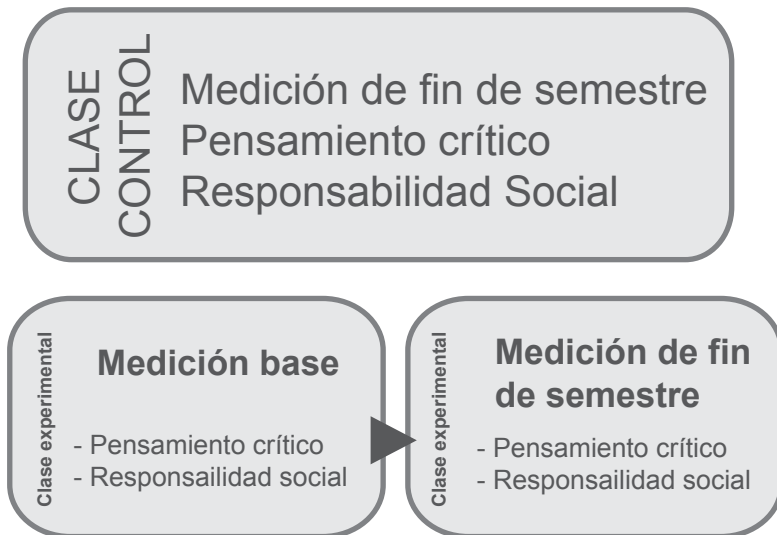 CLASE
CONTROL
Medición de fin de semestre
Pensamiento crítico
Responsabilidad Social
Clase experimental
Medición base
- Pensamiento crítico
- Responsailidad social
Clase experimental
Medición de fin
de semestre
- Pensamiento crítico
- Responsailidad social